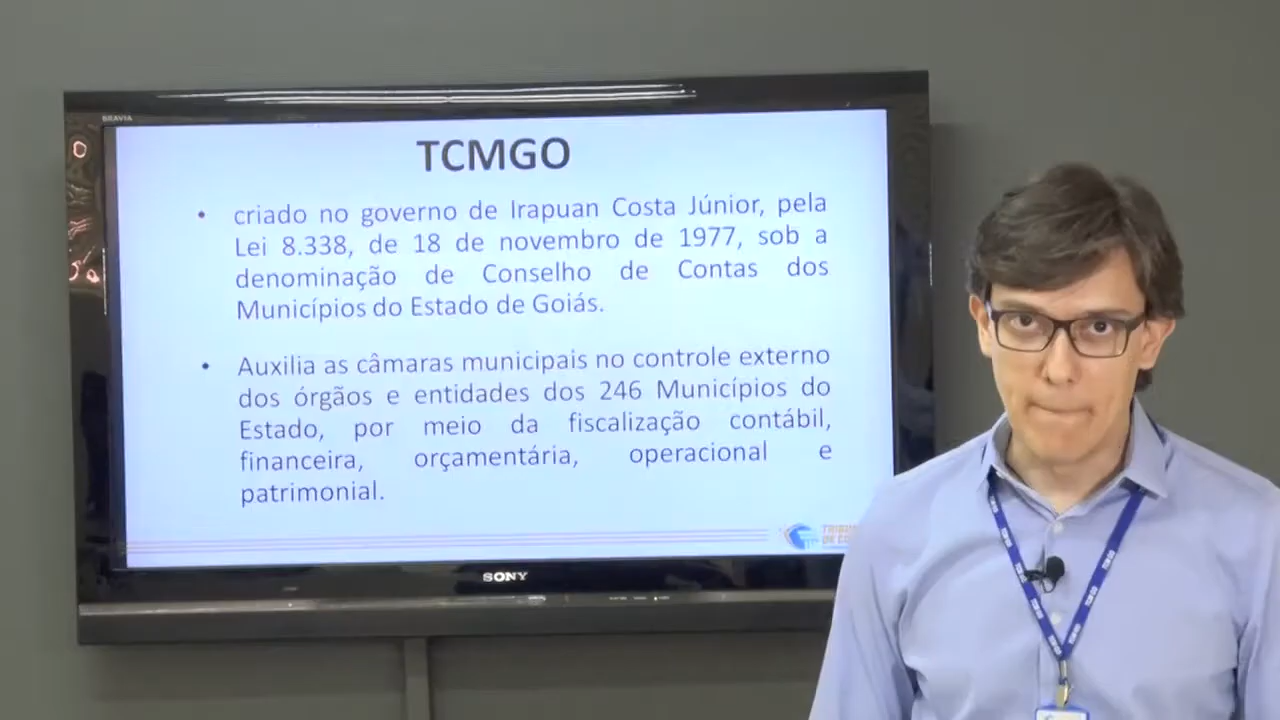 BRAVIA
TCMGO
• criado no governo de Irapuan Costa Júnior, pela
Lei 8.338, de 18 de novembro de 1977, sob a
denominação de Conselho de Contas dos
Municípios do Estado de Goiás.
• Auxilia as câmaras municipais no controle externo
dos órgãos e entidades dos 246 Municípios do
Estado, por meio da fiscalização contábil,
financeira, orçamentária, operacional e
patrimonial.
SONY